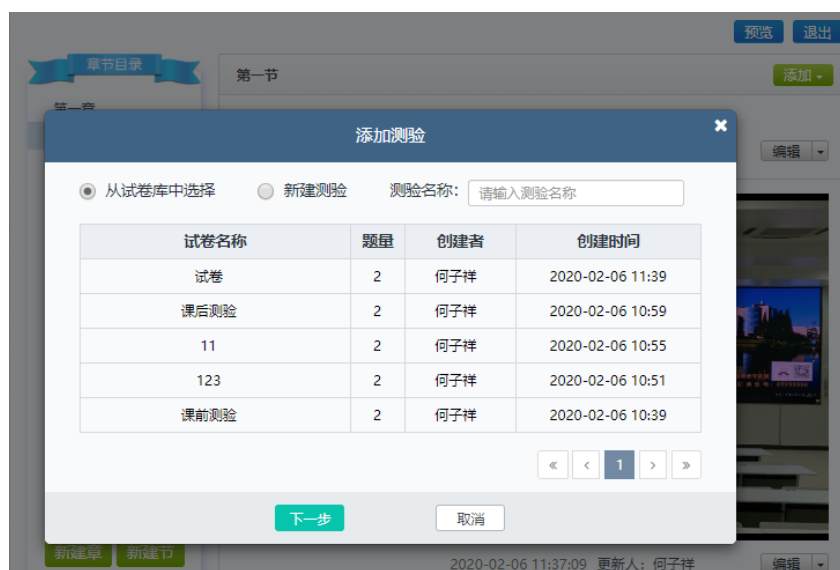 预览 退出
章节目录
第一节
添加
第一章
添加测验
编辑
从试卷库中选择 新建测验 测验名称: 请输入测验名称
试卷名称 题量 创建者 创建时间
试卷 2 何子祥 2020-02-06 11:39
课后测验 2 何子祥 2020-02-06 10:59
11 2 何子祥 2020-02-06 10:55
123 2 何子祥 2020-02-06 10:51
课前测验 2 何子祥 2020-02-06 10:39
« ‹ 1 › »
下一步 取消
新建章 新建节
2020-02-06 11:37:09 更新人: 何子祥 编辑